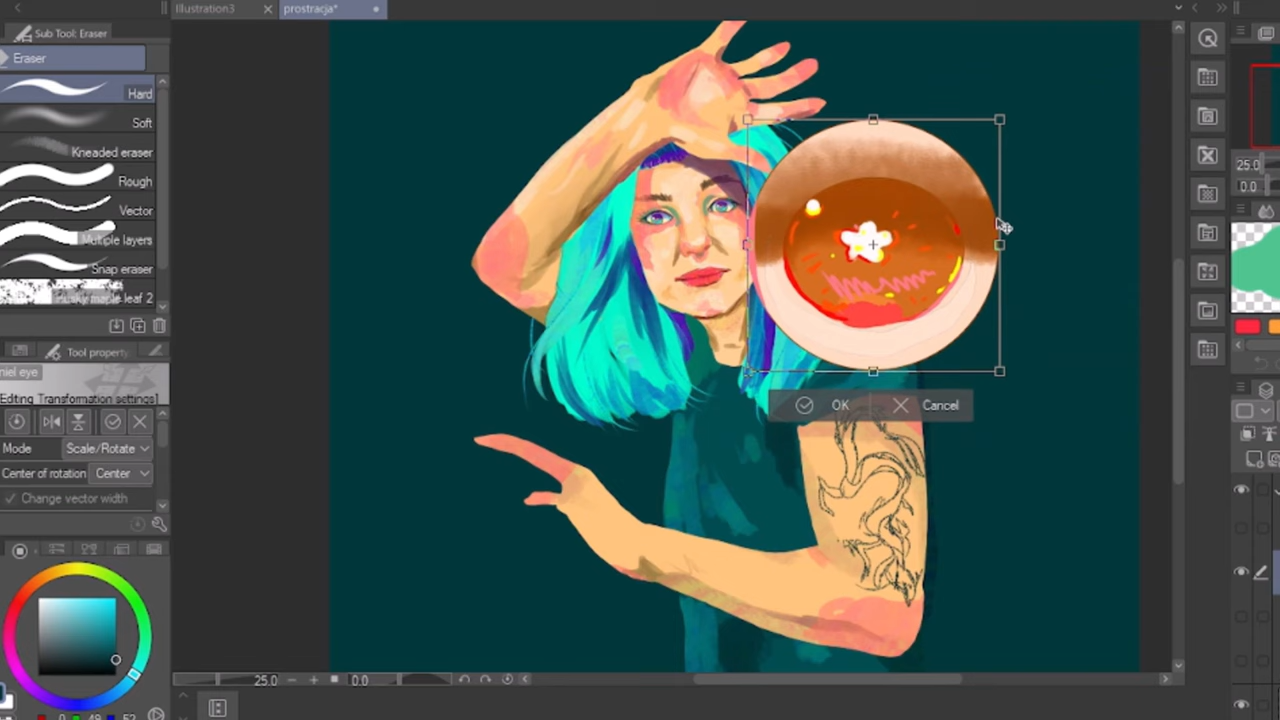 Illustration3
prostracja*
Sub Tool: Eraser
Eraser
Hard
Soft
Kneaded eraser
Rough
Vector
Multiple layers
Snap eraser
Tool property
niel eye
Editing Transformation settings]
Mode Scale/Rotate
Center of rotation Center
Change vector width
OK
Cancel
25.0
0.0
25.0
0.0